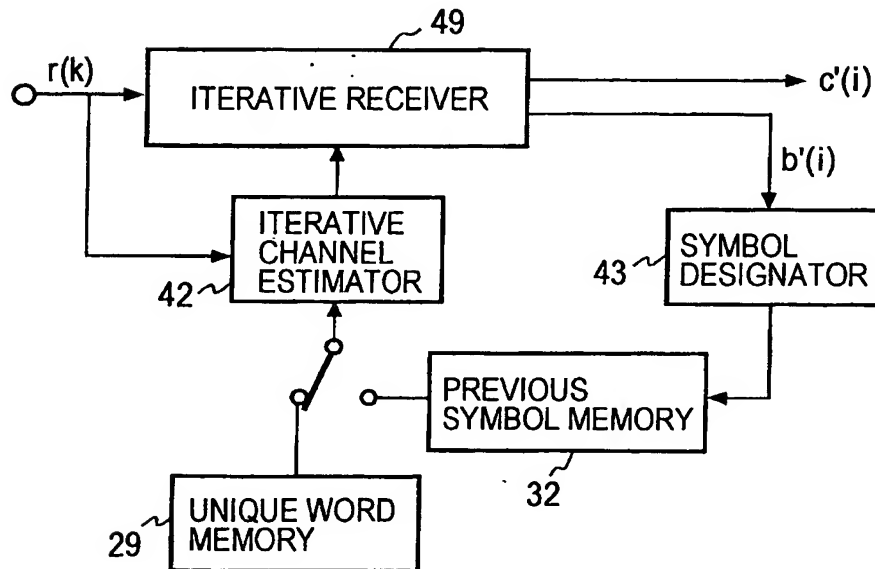 49
r(k)
ITERATIVE RECEIVER
c'(i)
b'(i)
ITERATIVE
CHANNEL
ESTIMATOR
42
SYMBOL
DESIGNATOR
43
PREVIOUS
SYMBOL MEMORY
32
UNIQUE WORD
MEMORY
29